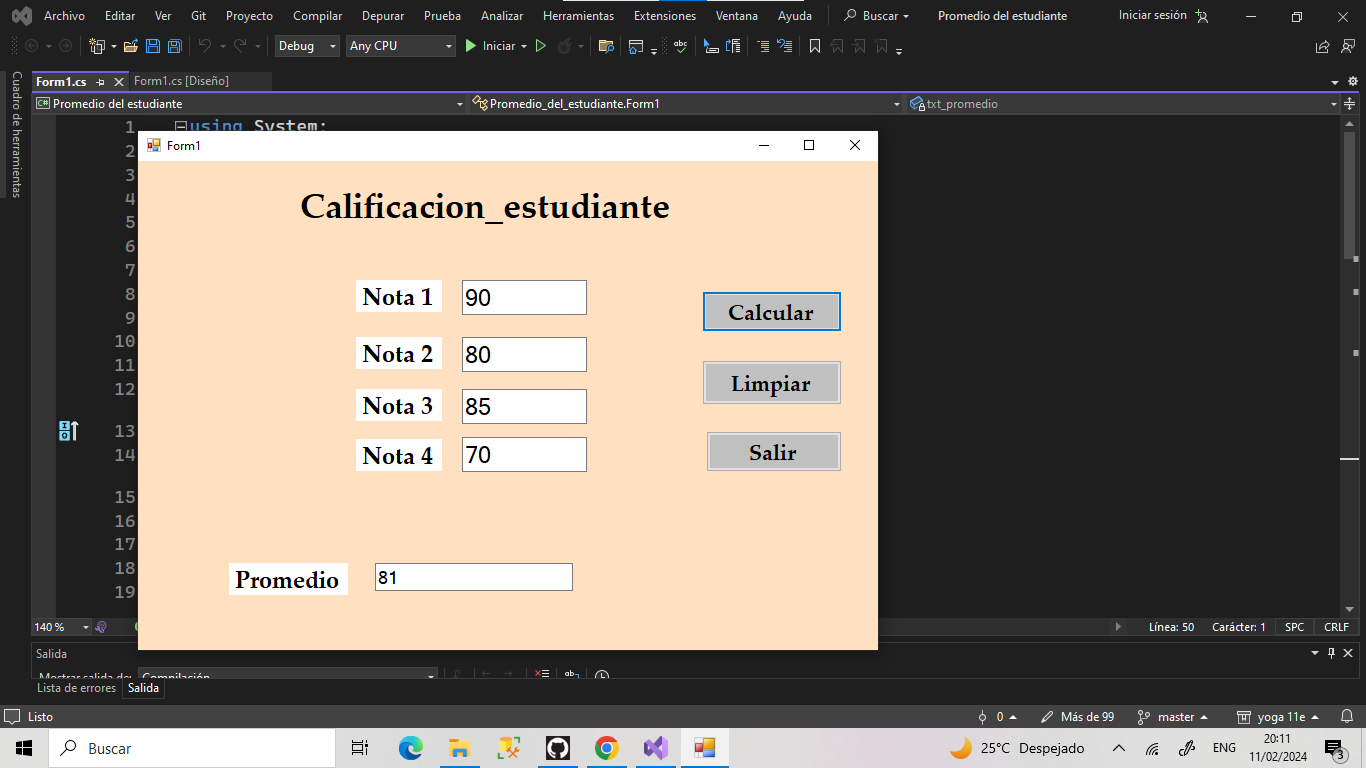 Archivo Editar Ver Git Proyecto Compilar Depurar Prueba Analizar Herramientas Extensiones Ventana Ayuda Buscar Promedio del estudiante Iniciar sesión
Debug Any CPU Iniciar
Cuadro de herramientas
Form1.cs Form1.cs [Diseño]
Promedio del estudiante Promedio_del_estudiante.Form1 txt_promedio
1 using System;
2
3
4
5
6
7
8
9
10
11
12
13
14
15
16
17
18
19
Form1
Calificacion_estudiante
Nota 1 90
Calcular
Nota 2 80
Limpiar
Nota 3 85
Nota 4 70
Salir
Promedio 81
140 % Línea: 50 Carácter: 1 SPC CRLF
Salida
Mostrar salida de: Compilación
Lista de errores Salida
Listo 0 Más de 99 master yoga 11e
Buscar 25°C Despejado ENG 20:11
11/02/2024 3